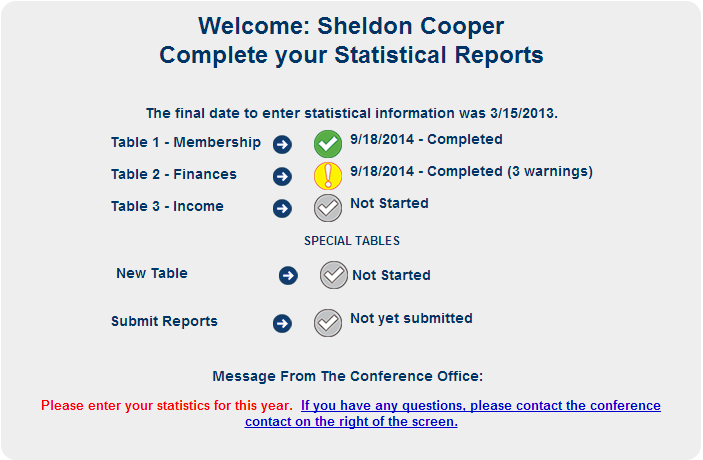 Welcome: Sheldon Cooper
Complete your Statistical Reports
The final date to enter statistical information was 3/15/2013.
Table 1 - Membership 9/18/2014 - Completed
Table 2 - Finances 9/18/2014 - Completed (3 warnings)
Table 3 - Income Not Started
SPECIAL TABLES
New Table Not Started
Submit Reports Not yet submitted
Message From The Conference Office:
Please enter your statistics for this year. If you have any questions, please contact the conference
contact on the right of the screen.